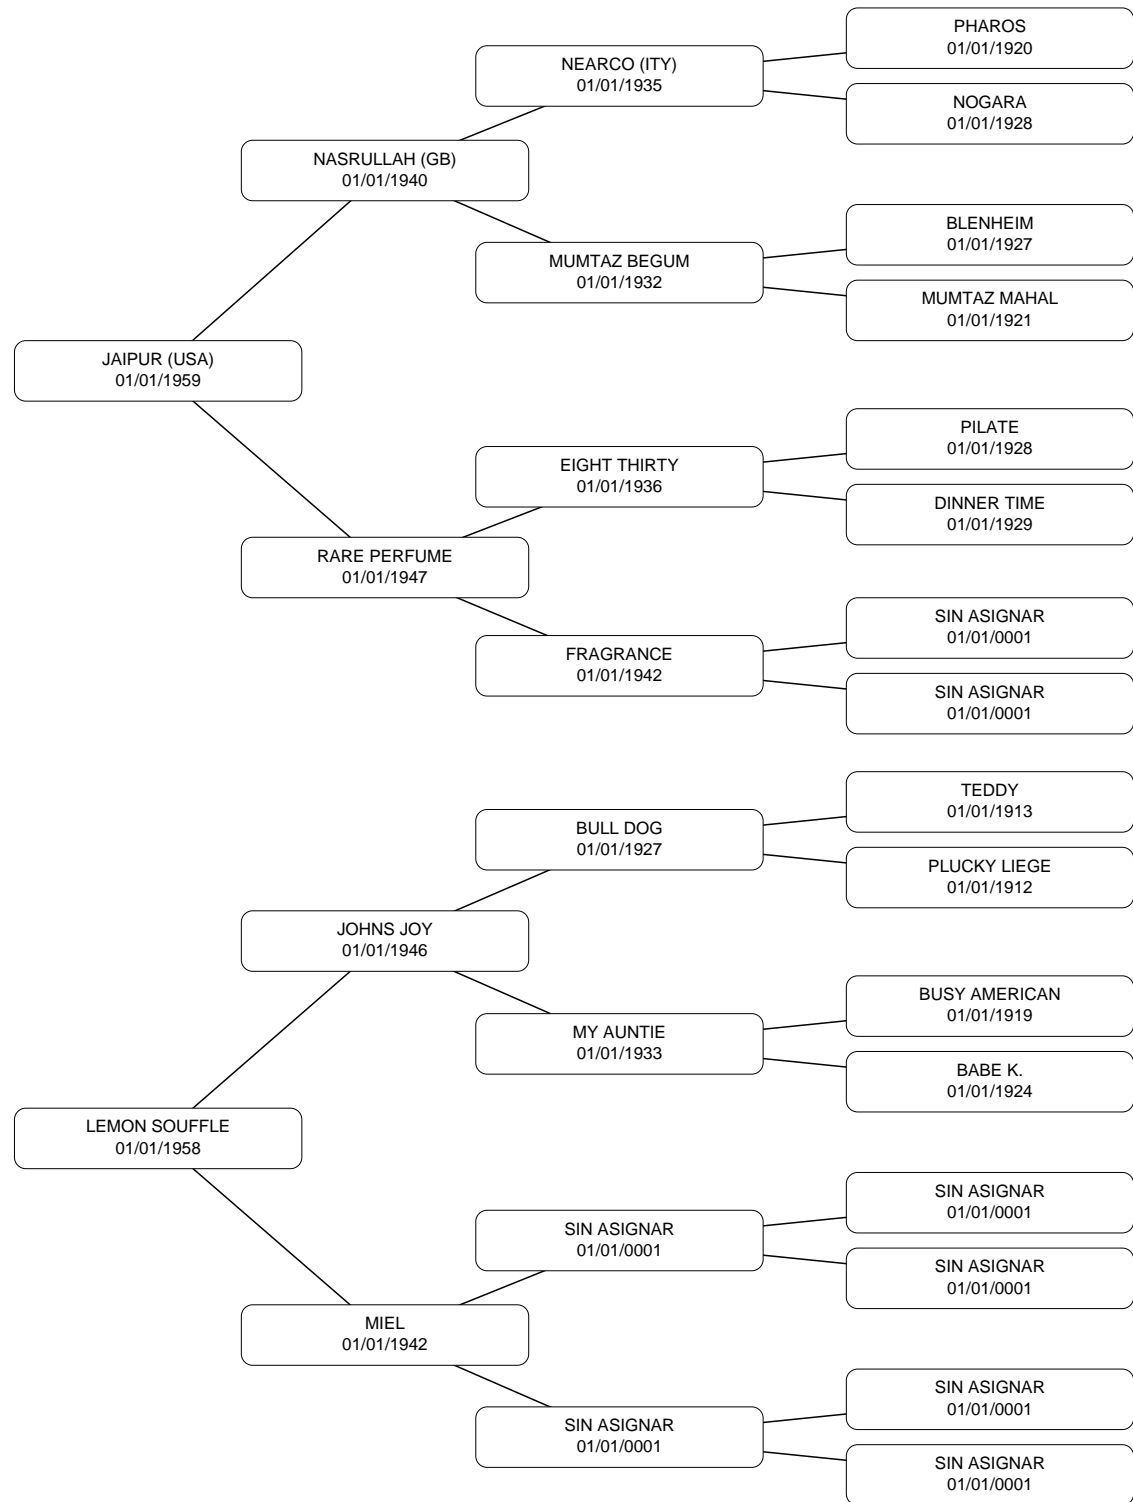 PHAROS
01/01/1920
NEARCO (ITY)
01/01/1935
NOGARA
01/01/1928
NASRULLAH (GB)
01/01/1940
BLENHEIM
01/01/1927
MUMTAZ BEGUM
01/01/1932
MUMTAZ MAHAL
01/01/1921
JAIPUR (USA)
01/01/1959
PILATE
01/01/1928
EIGHT THIRTY
01/01/1936
DINNER TIME
01/01/1929
RARE PERFUME
01/01/1947
SIN ASIGNAR
01/01/0001
FRAGRANCE
01/01/1942
SIN ASIGNAR
01/01/0001
TEDDY
01/01/1913
BULL DOG
01/01/1927
PLUCKY LIEGE
01/01/1912
JOHNS JOY
01/01/1946
BUSY AMERICAN
01/01/1919
MY AUNTIE
01/01/1933
BABE K.
01/01/1924
LEMON SOUFFLE
01/01/1958
SIN ASIGNAR
01/01/0001
SIN ASIGNAR
01/01/0001
SIN ASIGNAR
01/01/0001
MIEL
01/01/1942
SIN ASIGNAR
01/01/0001
SIN ASIGNAR
01/01/0001
SIN ASIGNAR
01/01/0001